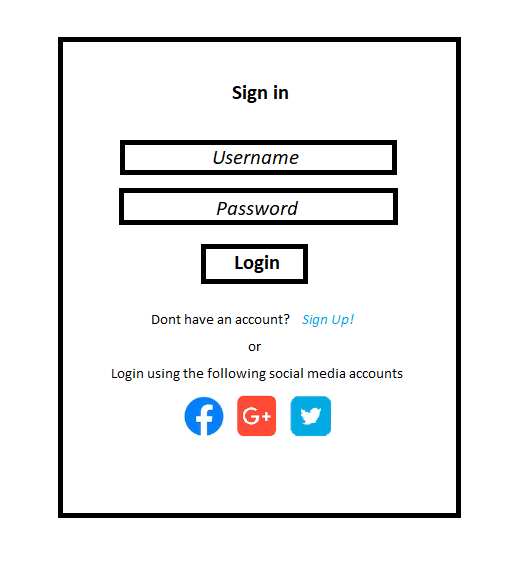 Sign in
Username
Password
Login
Dont have an account? Sign Up!
or
Login using the following social media accounts
f G+